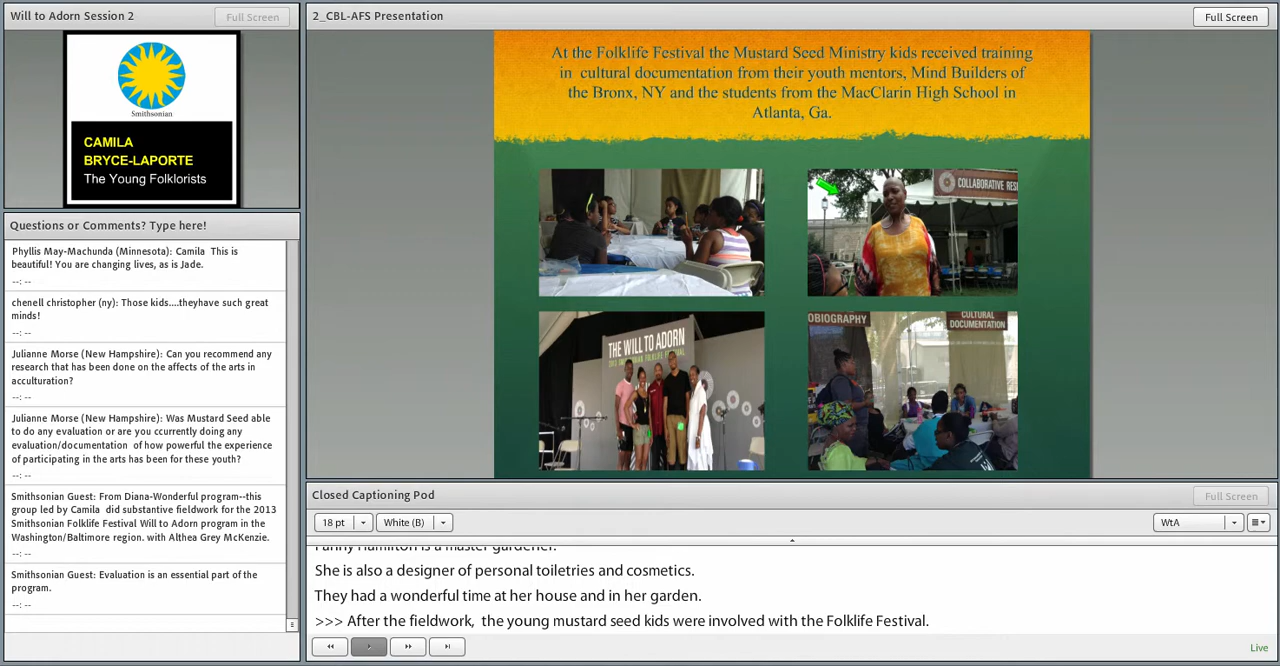 Will to Adorn Session 2
Full Screen
Smithsonian
CAMILA
BRYCE-LAPORTE
The Young Folklorists
Questions or Comments? Type here!
Phyllis May-Machunda (Minnesota): Camila  This is
beautiful! You are changing lives, as is Jade.
--: --
chenell christopher (ny): Those kids....theyhave such great
minds!
--: --
Julianne Morse (New Hampshire): Can you recommend any
research that has been done on the affects of the arts in
acculturation?
--: --
Julianne Morse (New Hampshire): Was Mustard Seed able
to do any evaluation or are you ccurrently doing any
evaluation/documentation  of how powerful the experience
of participating in the arts has been for these youth?
--: --
Smithsonian Guest: From Diana-Wonderful program--this
group led by Camila  did substantive fieldwork for the 2013
Smithsonian Folklife Festival Will to Adorn program in the
Washington/Baltimore region. with Althea Grey McKenzie.
--: --
Smithsonian Guest: Evaluation is an essential part of the
program.
--: --
2_CBL-AFS Presentation
Full Screen
At the Folklife Festival the Mustard Seed Ministry kids received training
in  cultural documentation from their youth mentors, Mind Builders of
the Bronx, NY and the students from the MacClarin High School in
Atlanta, Ga.
COLLABORATIVE RES
THE WILL TO ADORN
2013 SMITHSONIAN FOLKLIFE FESTIVAL
OBIOGRAPHY
CULTURAL
DOCUMENTATION
Closed Captioning Pod
Full Screen
18 pt
White (B)
WtA
Fanny Hamilton is a master gardener.
She is also a designer of personal toiletries and cosmetics.
They had a wonderful time at her house and in her garden.
>>> After the fieldwork,  the young mustard seed kids were involved with the Folklife Festival.
Live